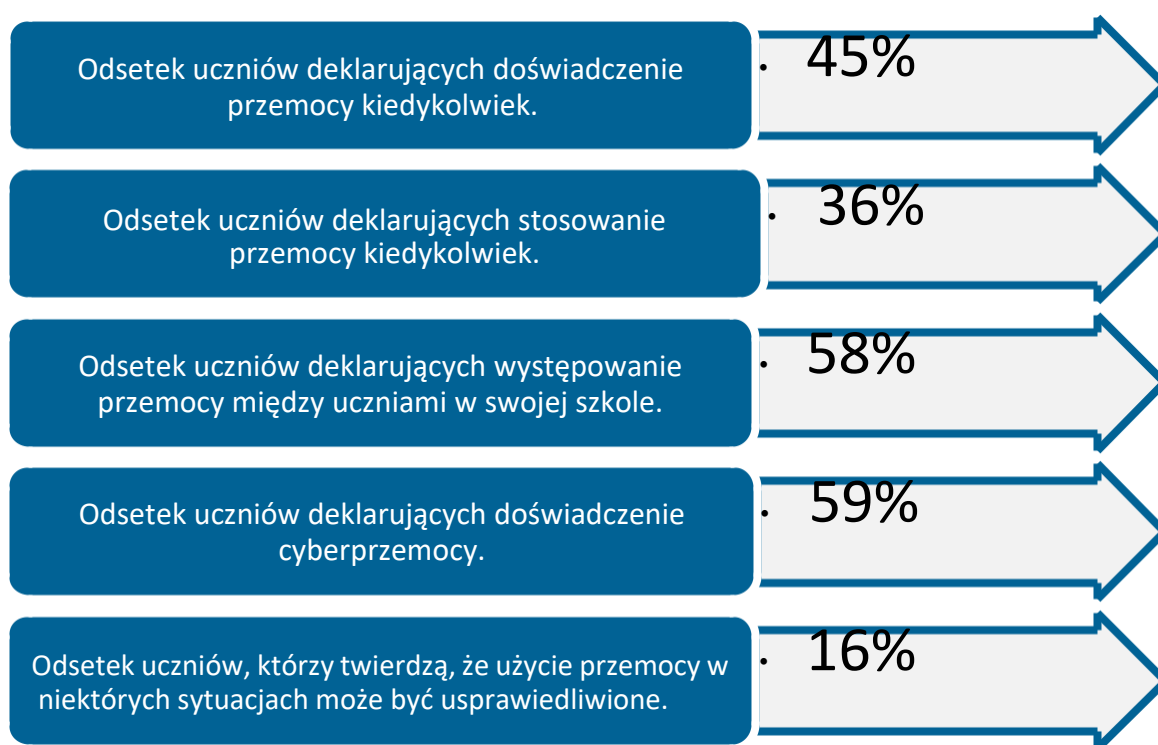 Odsetek uczniów deklarujących doświadczenie
przemocy kiedykolwiek.
• 45%
Odsetek uczniów deklarujących stosowanie
przemocy kiedykolwiek.
• 36%
Odsetek uczniów deklarujących występowanie
przemocy między uczniami w swojej szkole.
• 58%
Odsetek uczniów deklarujących doświadczenie
cyberprzemocy.
• 59%
Odsetek uczniów, którzy twierdzą, że użycie przemocy w
niektórych sytuacjach może być usprawiedliwione.
• 16%